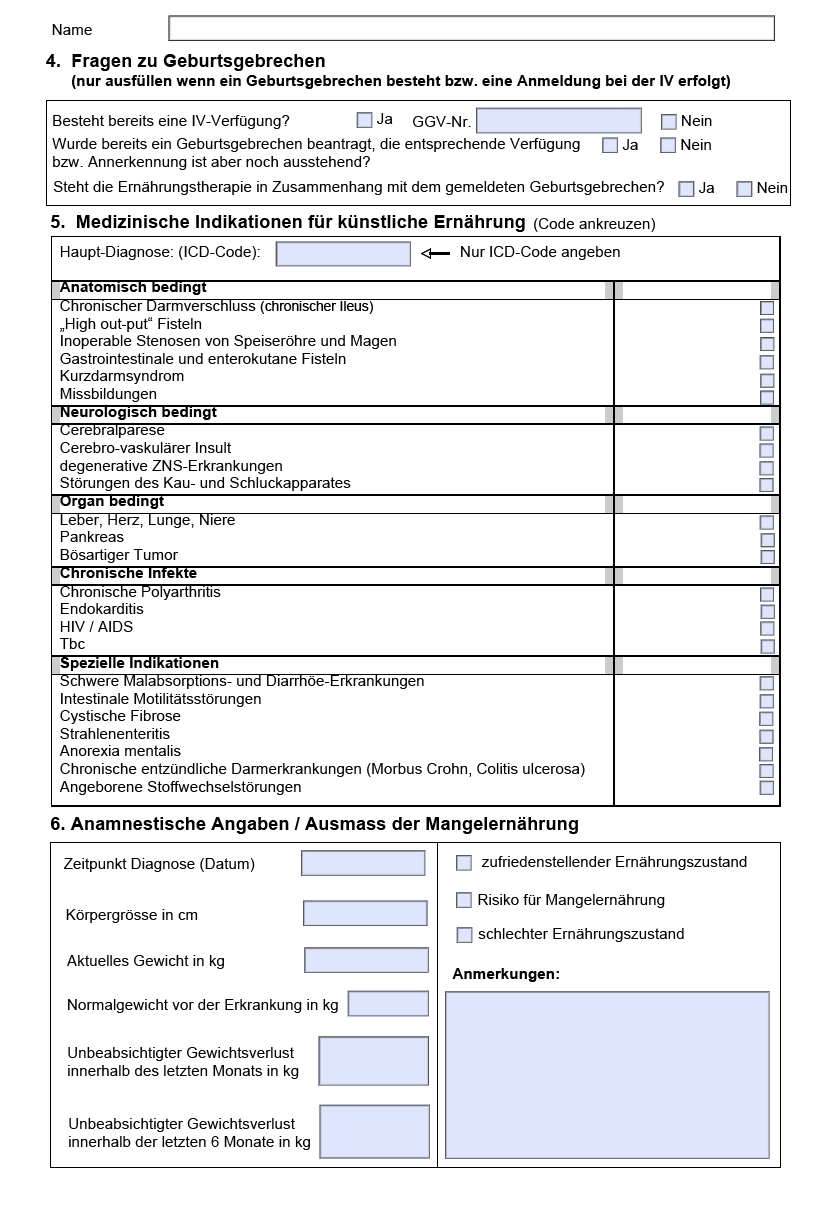 Name
4. Fragen zu Geburtsgebrechen
(nur ausfüllen wenn ein Geburtsgebrechen besteht bzw. eine Anmeldung bei der IV erfolgt)
Besteht bereits eine IV-Verfügung? Ja GGV-Nr. Nein
Wurde bereits ein Geburtsgebrechen beantragt, die entsprechende Verfügung Ja Nein
bzw. Annerkennung ist aber noch ausstehend?
Steht die Ernährungstherapie in Zusammenhang mit dem gemeldeten Geburtsgebrechen? Ja Nein
5. Medizinische Indikationen für künstliche Ernährung (Code ankreuzen)
Haupt-Diagnose: (ICD-Code): Nur ICD-Code angeben
Anatomisch bedingt
Chronischer Darmverschluss (chronischer Ileus)
„High out-put“ Fisteln
Inoperable Stenosen von Speiseröhre und Magen
Gastrointestinale und enterokutane Fisteln
Kurzdarmsyndrom
Missbildungen
Neurologisch bedingt
Cerebralparese
Cerebro-vaskulärer Insult
degenerative ZNS-Erkrankungen
Störungen des Kau- und Schluckapparates
Organ bedingt
Leber, Herz, Lunge, Niere
Pankreas
Bösartiger Tumor
Chronische Infekte
Chronische Polyarthritis
Endokarditis
HIV / AIDS
Tbc
Spezielle Indikationen
Schwere Malabsorptions- und Diarrhöe-Erkrankungen
Intestinale Motilitätsstörungen
Cystische Fibrose
Strahlenenteritis
Anorexia mentalis
Chronische entzündliche Darmerkrankungen (Morbus Crohn, Colitis ulcerosa)
Angeborene Stoffwechselstörungen
6. Anamnestische Angaben / Ausmass der Mangelernährung
Zeitpunkt Diagnose (Datum)
Körpergrösse in cm
Aktuelles Gewicht in kg
Normalgewicht vor der Erkrankung in kg
Unbeabsichtigter Gewichtsverlust
innerhalb des letzten Monats in kg
Unbeabsichtigter Gewichtsverlust
innerhalb der letzten 6 Monate in kg
zufriedenstellender Ernährungszustand
Risiko für Mangelernährung
schlechter Ernährungszustand
Anmerkungen: